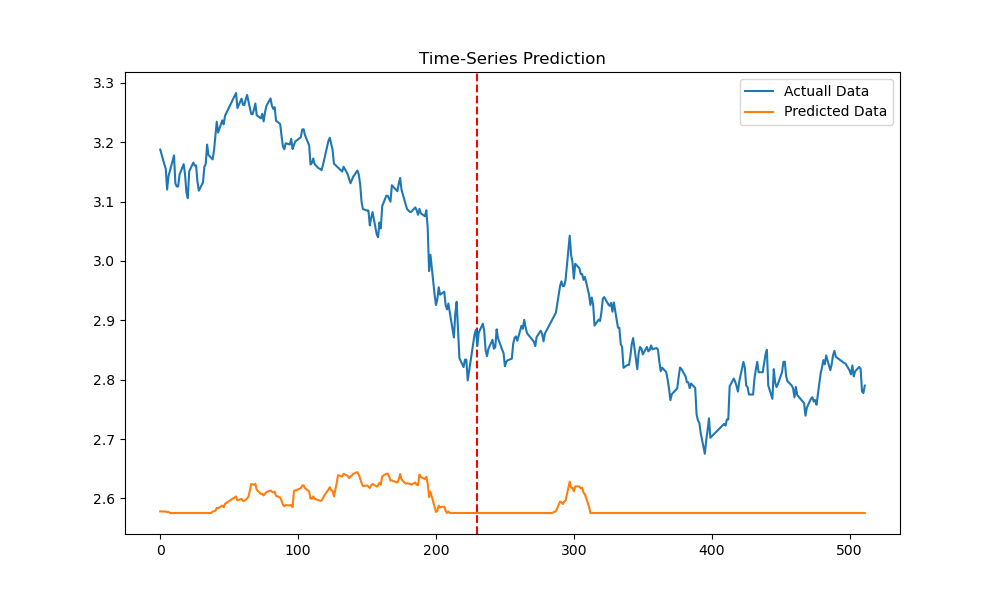 Time-Series Prediction
Actuall Data
Predicted Data
3.3
3.2
3.1
3.0
2.9
2.8
2.7
2.6
0 100 200 300 400 500